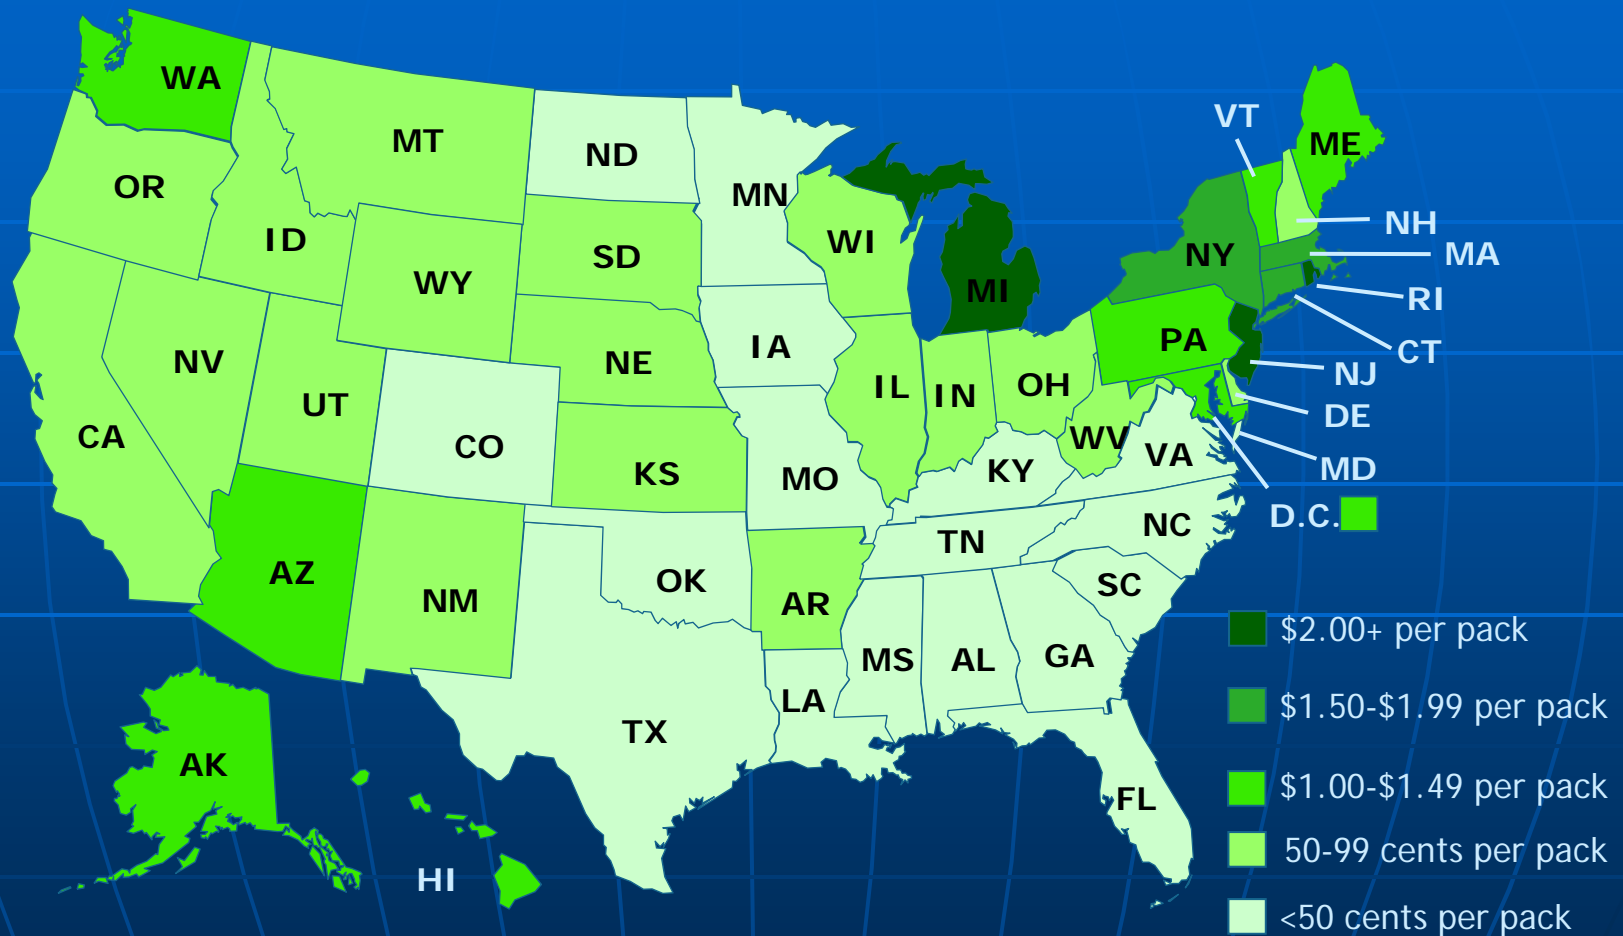 WA
MT
ND
MN
OR
ID
WY
SD
WI
MI
VT
ME
NH
NY
MA
RI
CT
PA
NJ
DE
MD
D.C.
NV
UT
CA
CO
NE
IA
IL
IN
OH
WV
VA
KS
MO
KY
AZ
NM
OK
AR
TN
NC
SC
MS
AL
GA
LA
TX
FL
AK
HI
$2.00+ per pack
$1.50-$1.99 per pack
$1.00-$1.49 per pack
50-99 cents per pack
<50 cents per pack